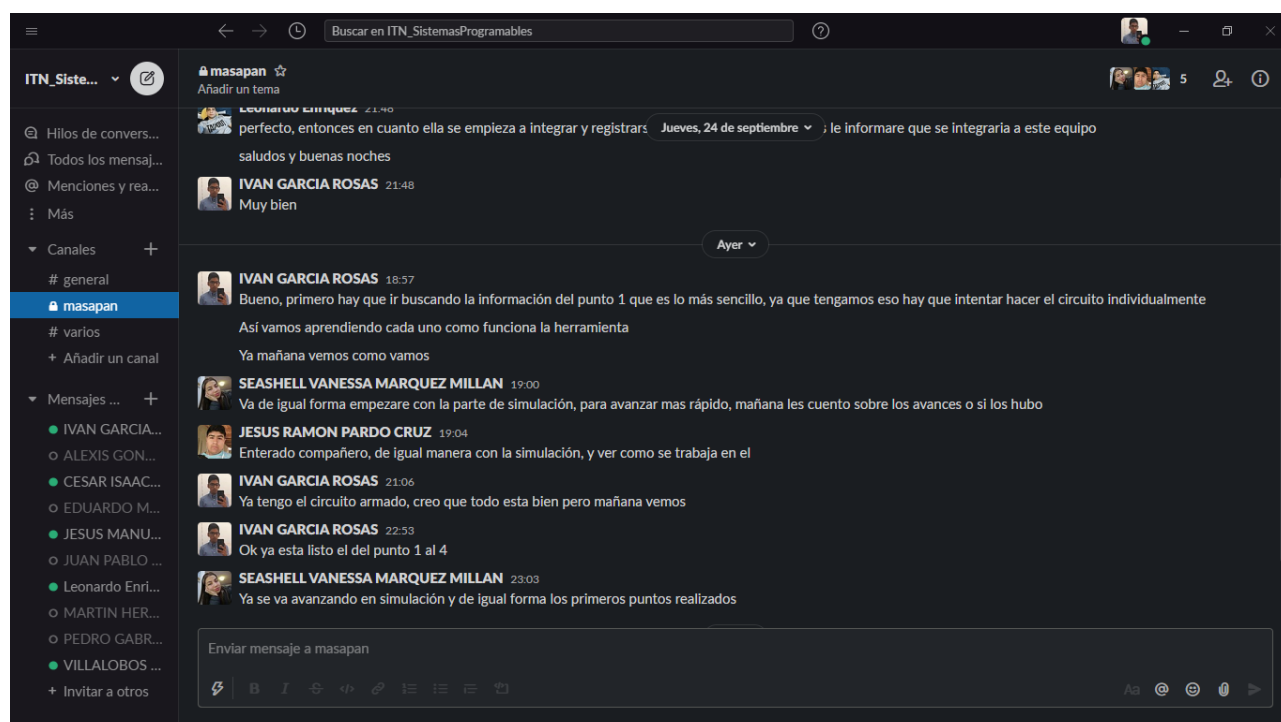 Buscar en ITN_SistemasProgramables
ITN_Siste...
masapan
Añadir un tema
5
Hilos de convers...
Todos los mensaj...
Menciones y rea...
Más
Canales
# general
masapan
# varios
+ Añadir un canal
Mensajes ...
IVAN GARCIA...
ALEXIS GON...
CESAR ISAAC...
EDUARDO M...
JESUS MANU...
JUAN PABLO ...
Leonardo Enri...
MARTIN HER...
PEDRO GABR...
VILLALOBOS ...
+ Invitar a otros
Leonardo Enriquez 21:46
perfecto, entonces en cuanto ella se empieza a integrar y registrars Jueves, 24 de septiembre le informare que se integraria a este equipo
saludos y buenas noches
IVAN GARCIA ROSAS 21:48
Muy bien
Ayer
IVAN GARCIA ROSAS 18:57
Bueno, primero hay que ir buscando la información del punto 1 que es lo más sencillo, ya que tengamos eso hay que intentar hacer el circuito individualmente
Así vamos aprendiendo cada uno como funciona la herramienta
Ya mañana vemos como vamos
SEASHELL VANESSA MARQUEZ MILLAN 19:00
Va de igual forma empezare con la parte de simulación, para avanzar mas rápido, mañana les cuento sobre los avances o si los hubo
JESUS RAMON PARDO CRUZ 19:04
Enterado compañero, de igual manera con la simulación, y ver como se trabaja en el
IVAN GARCIA ROSAS 21:06
Ya tengo el circuito armado, creo que todo esta bien pero mañana vemos
IVAN GARCIA ROSAS 22:53
Ok ya esta listo el del punto 1 al 4
SEASHELL VANESSA MARQUEZ MILLAN 23:03
Ya se va avanzando en simulación y de igual forma los primeros puntos realizados
Enviar mensaje a masapan
B I S </>
Aa @